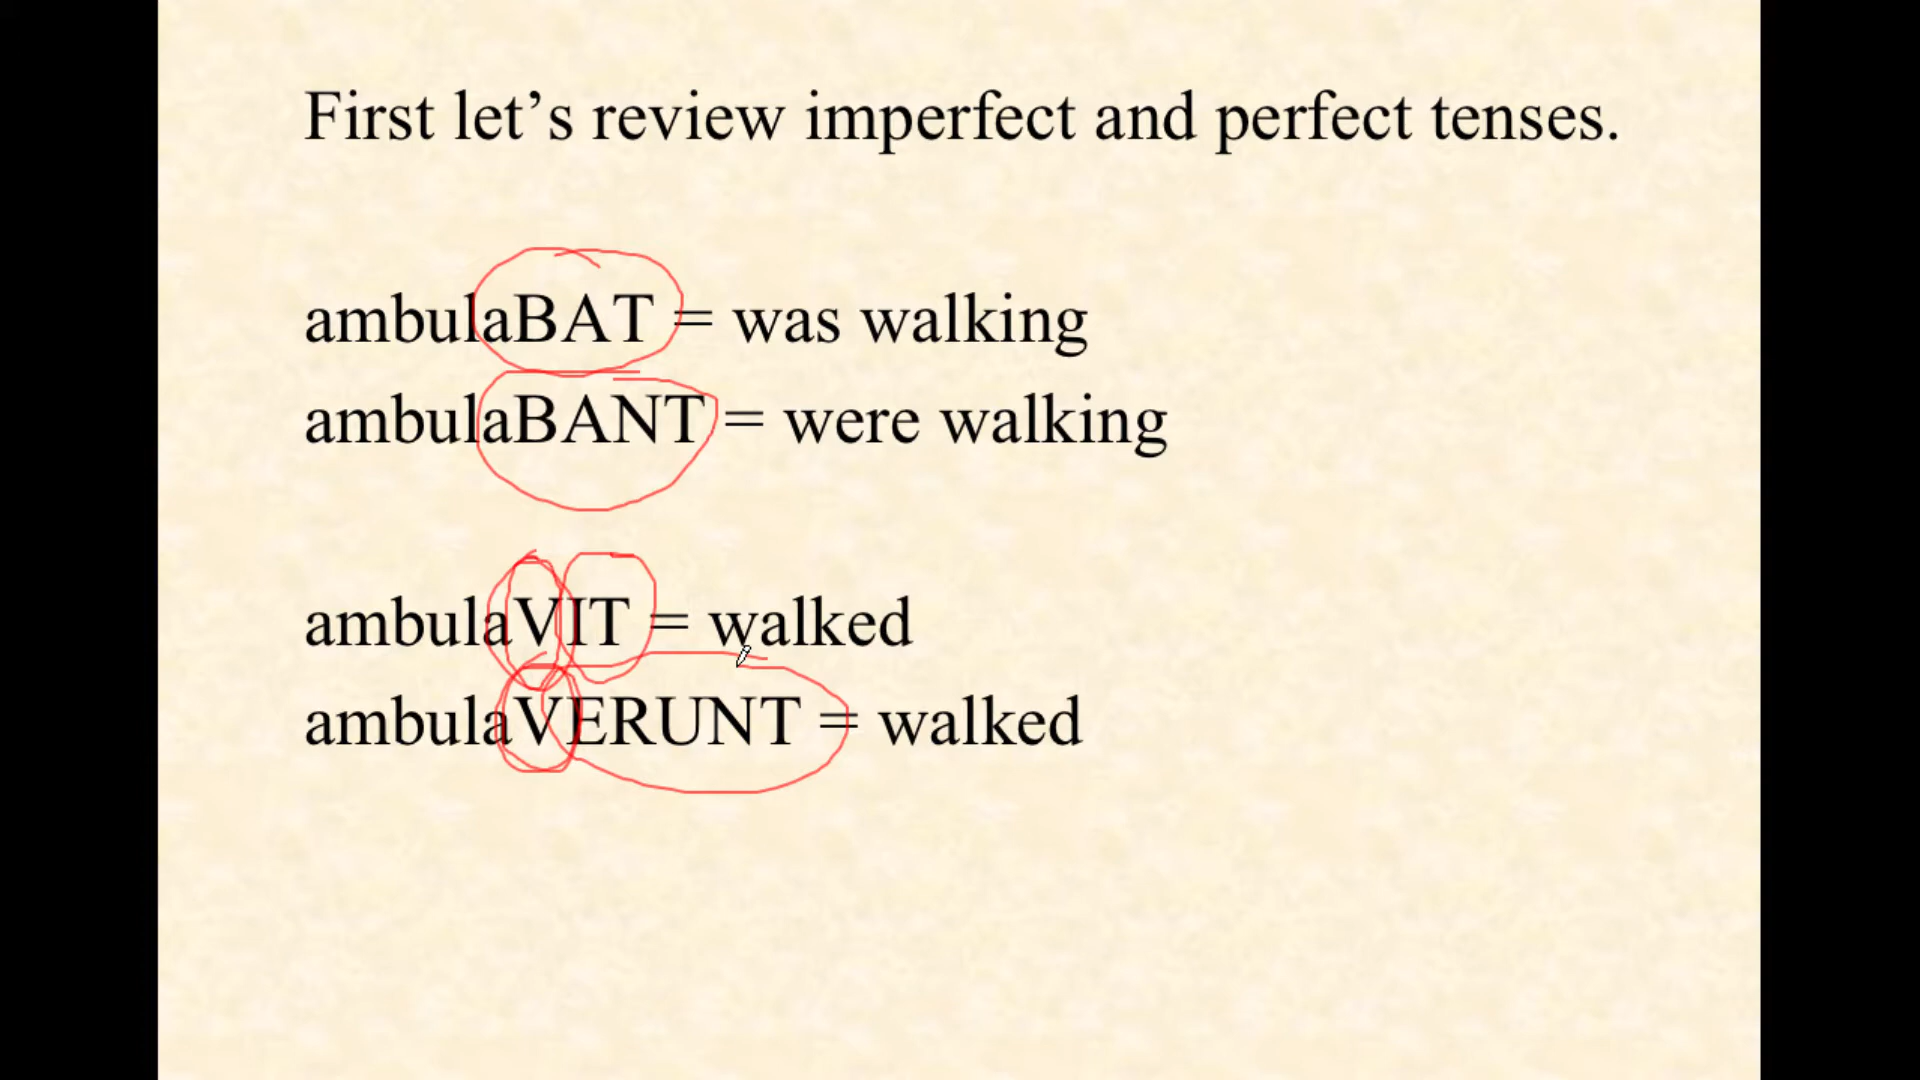 First let’s review imperfect and perfect tenses.
ambulaBAT = was walking
ambulaBANT = were walking
ambulaVIT = walked
ambulaVERUNT = walked